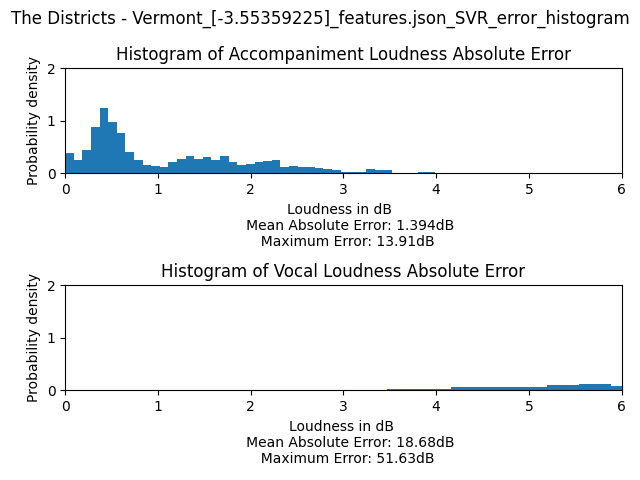 The Districts - Vermont_[-3.55359225]_features.json_SVR_error_histogram
Histogram of Accompaniment Loudness Absolute Error
Probability density
2
1
0
0 1 2 3 4 5 6
Loudness in dB
Mean Absolute Error: 1.394dB
Maximum Error: 13.91dB
Histogram of Vocal Loudness Absolute Error
Probability density
2
1
0
0 1 2 3 4 5 6
Loudness in dB
Mean Absolute Error: 18.68dB
Maximum Error: 51.63dB